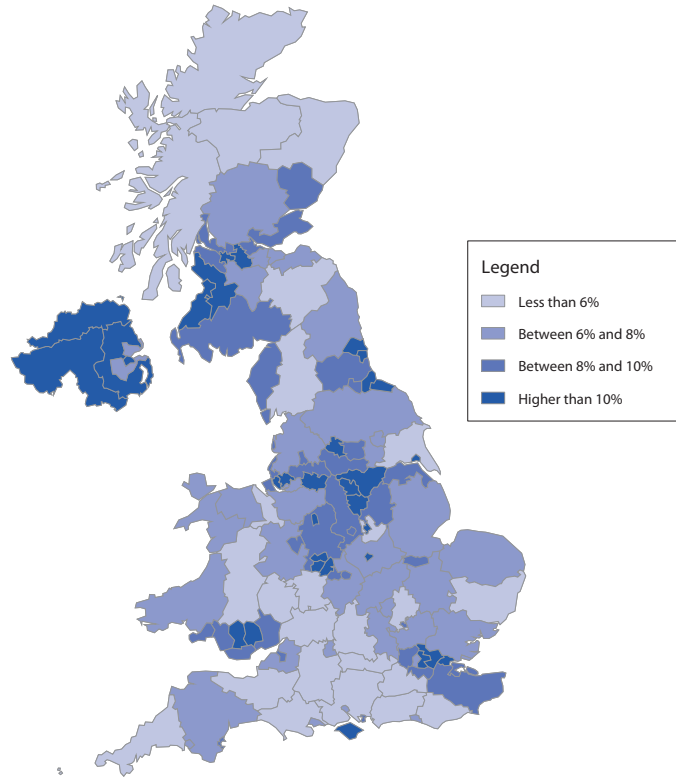 Legend
Less than 6%
Between 6% and 8%
Between 8% and 10%
Higher than 10%